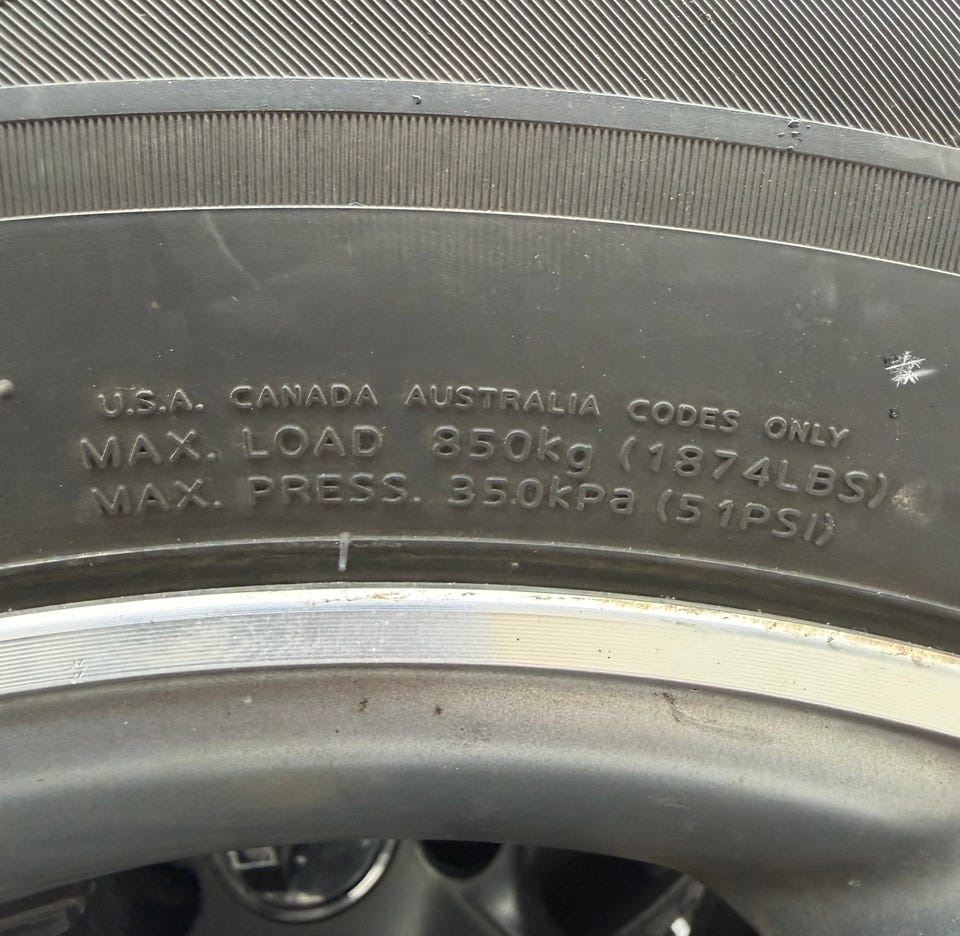 U.S.A. CANADA AUSTRALIA CODES ONLY
MAX. LOAD 850kg (1874LBS)
MAX. PRESS. 350kPa (51PSI)